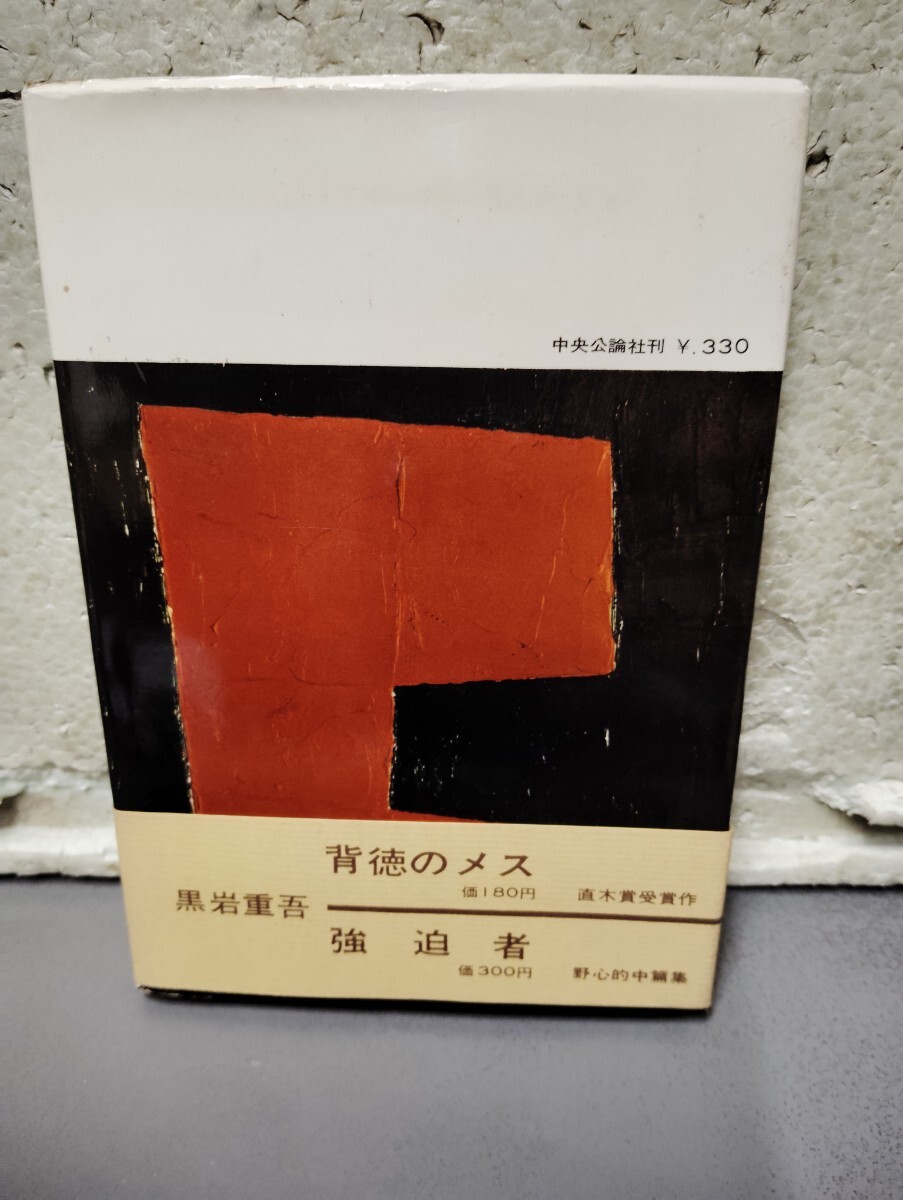 中央公論社刊 ¥.330
背徳のメス
価180円 直木賞受賞作
黒岩重吾
強迫者
価300円 野心的中篇集